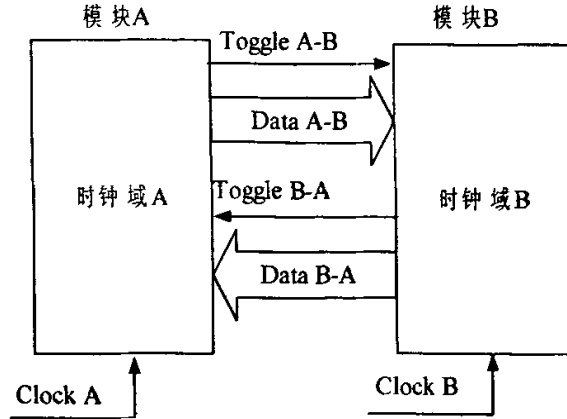 模块A
模块B
Toggle A-B
Data A-B
时钟域A
Toggle B-A
时钟域B
Data B-A
Clock A
Clock B